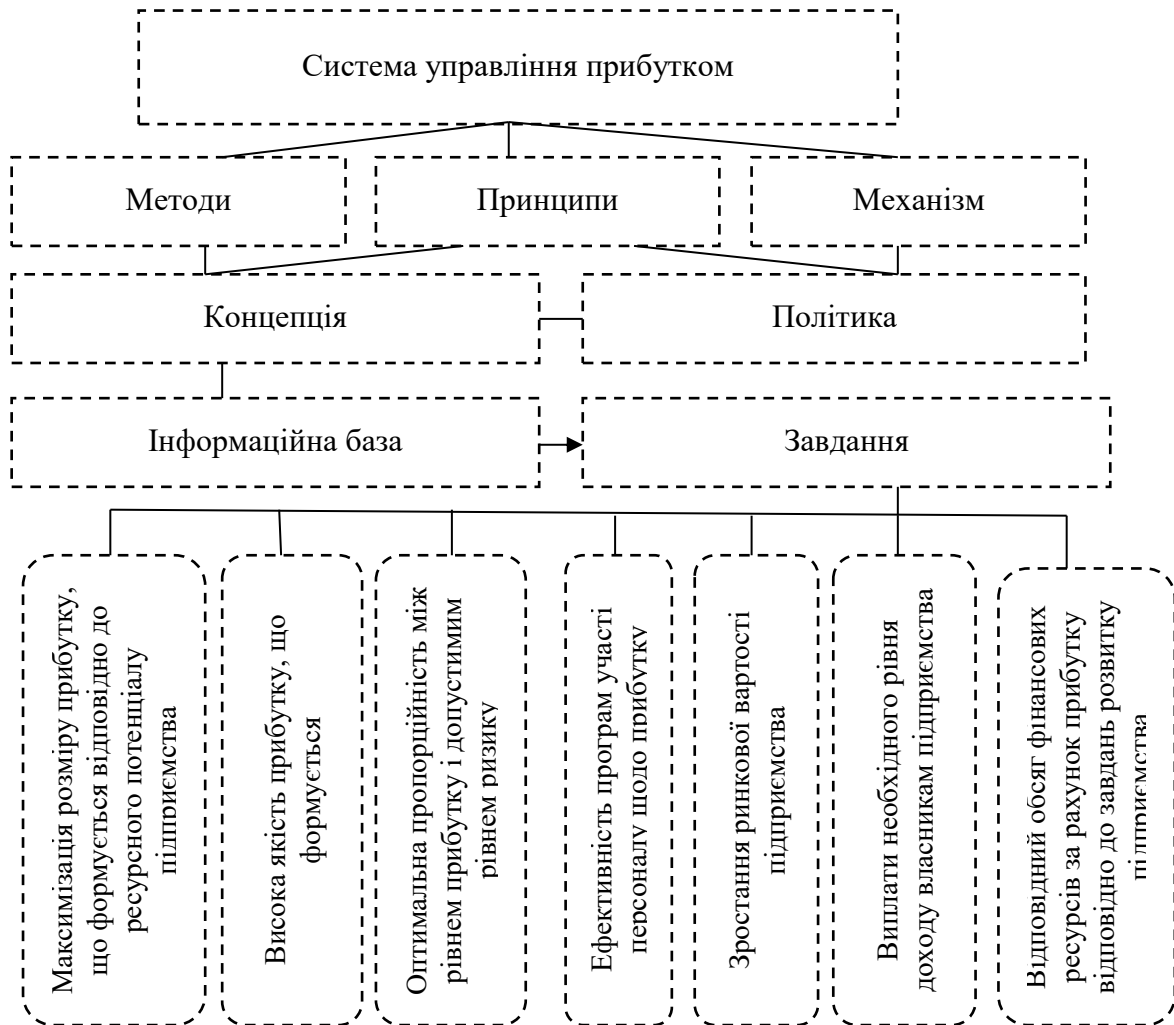 Система управління прибутком
Методи
Принципи
Механізм
Концепція
Політика
Інформаційна база
Завдання
Максимізація розміру прибутку,
що формується відповідно до
ресурсного потенціалу
підприємства
Висока якість прибутку, що
формується
Оптимальна пропорційність між
рівнем прибутку і допустимим
рівнем ризику
Ефективність програм участі
персоналу щодо прибутку
Зростання ринкової вартості
підприємства
Виплати необхідного рівня
доходу власникам підприємства
Відповідний обсяг фінансових
ресурсів за рахунок прибутку
відповідно до завдань розвитку
підприємства